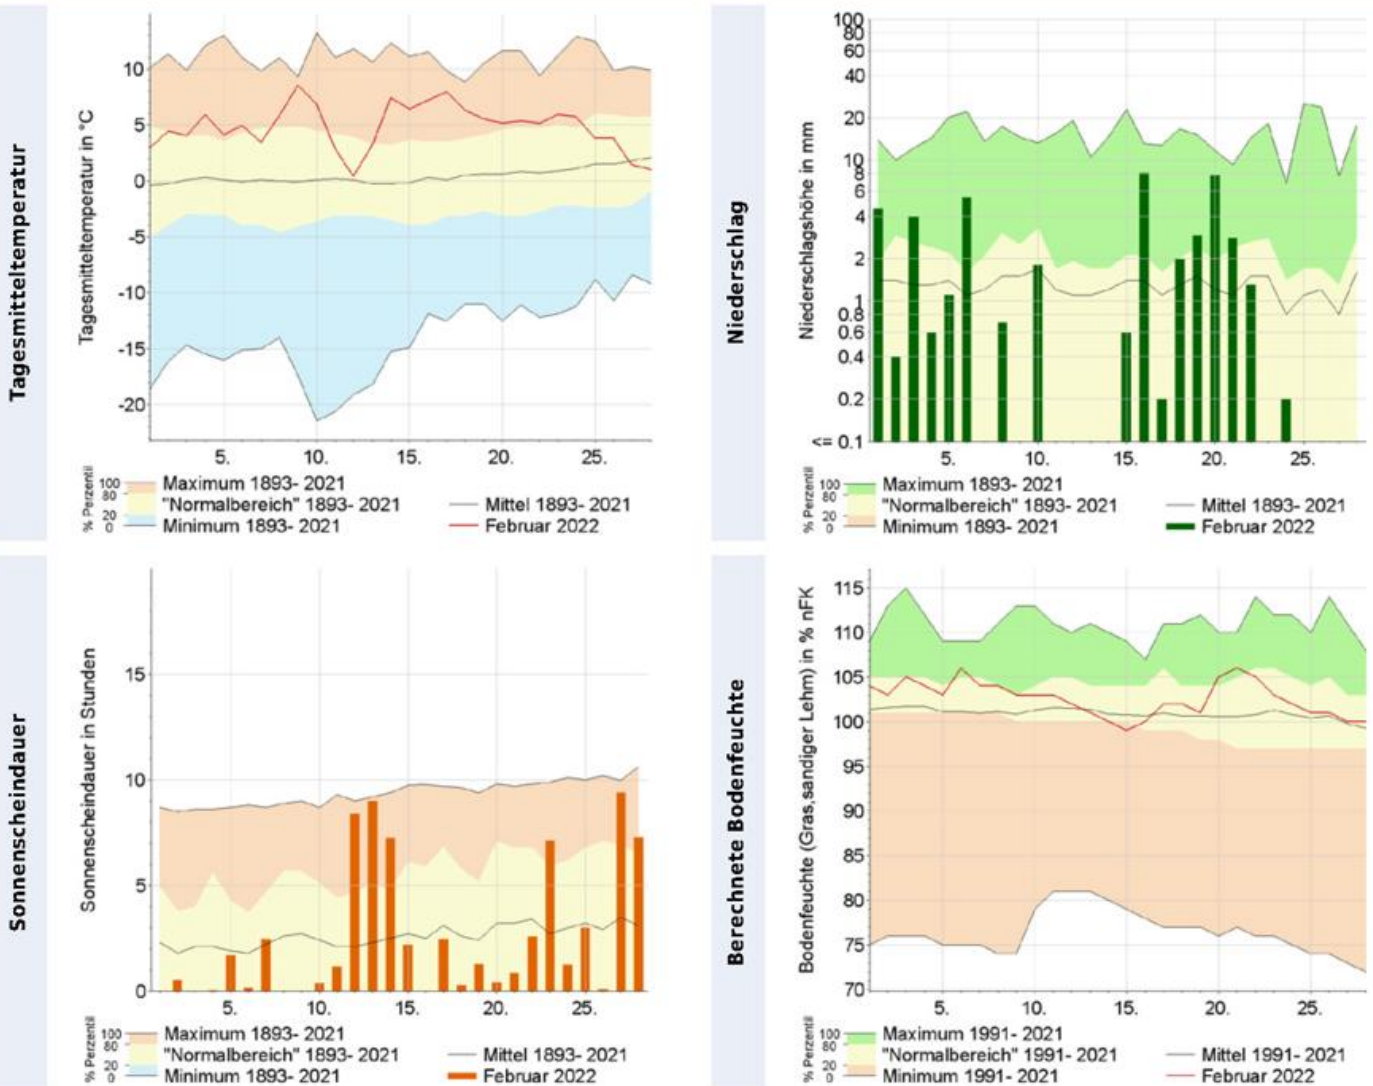 Tagesmitteltemperatur
Tagesmitteltemperatur in °C
10
5
0
-5
-10
-15
-20
5. 10. 15. 20. 25.
% Perzentil
100
80
20
0
Maximum 1893- 2021
"Normalbereich" 1893- 2021
Minimum 1893- 2021
Mittel 1893- 2021
Februar 2022
Niederschlag
Niederschlagshöhe in mm
100
80
60
40
20
10
8
6
4
2
1
0.8
0.6
0.4
0.2
<= 0.1
5. 10. 15. 20. 25.
% Perzentil
100
80
20
0
Maximum 1893- 2021
"Normalbereich" 1893- 2021
Minimum 1893- 2021
Mittel 1893- 2021
Februar 2022
Sonnenscheindauer
Sonnenscheindauer in Stunden
15
10
5
0
5. 10. 15. 20. 25.
% Perzentil
100
80
20
0
Maximum 1893- 2021
"Normalbereich" 1893- 2021
Minimum 1893- 2021
Mittel 1893- 2021
Februar 2022
Berechnete Bodenfeuchte
Bodenfeuchte (Gras,sandiger Lehm) in % nFK
115
110
105
100
95
90
85
80
75
70
5. 10. 15. 20. 25.
% Perzentil
100
80
20
0
Maximum 1991- 2021
"Normalbereich" 1991- 2021
Minimum 1991- 2021
Mittel 1991- 2021
Februar 2022